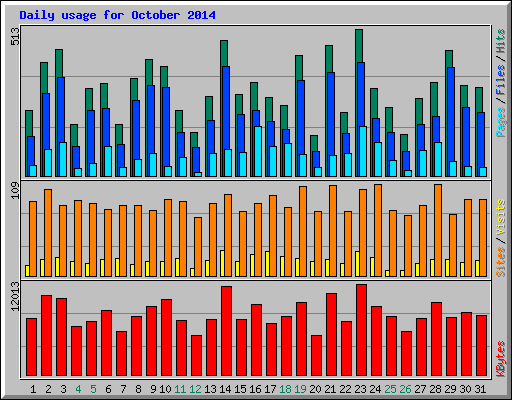 Daily usage for October 2014
513
Pages / Files / Hits
109
Sites / Visits
12013
KBytes
1 2 3 4 5 6 7 8 9 10 11 12 13 14 15 16 17 18 19 20 21 22 23 24 25 26 27 28 29 30 31